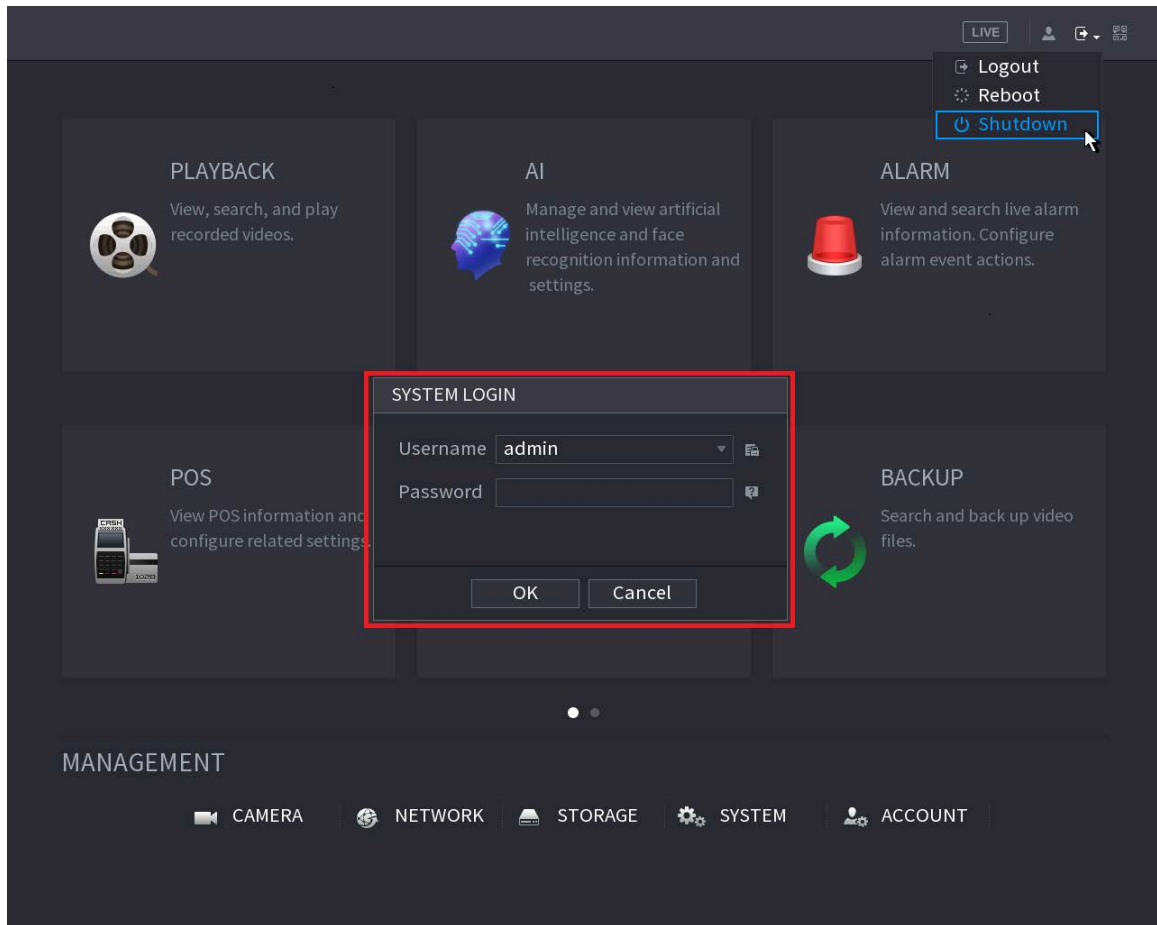 LIVE
Logout
Reboot
Shutdown
PLAYBACK
View, search, and play
recorded videos.
AI
Manage and view artificial
intelligence and face
recognition information and
settings.
ALARM
View and search live alarm
information. Configure
alarm event actions.
SYSTEM LOGIN
Username admin
Password
OK Cancel
POS
View POS information and
configure related settings.
CASH
BACKUP
Search and back up video
files.
MANAGEMENT
CAMERA NETWORK STORAGE SYSTEM ACCOUNT